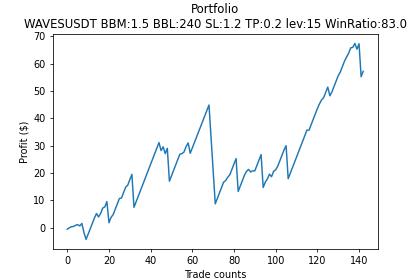 Portfolio
WAVESUSDT BBM:1.5 BBL:240 SL:1.2 TP:0.2 lev:15 WinRatio:83.0
70
60
50
40
30
20
10
0
Profit ($)
0 20 40 60 80 100 120 140
Trade counts